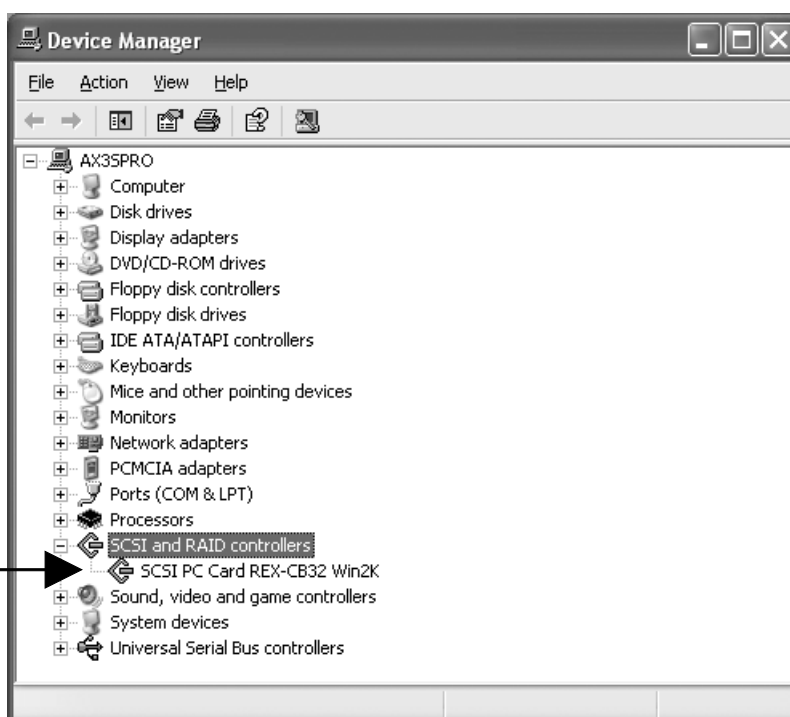 Device Manager
File Action View Help
AX3SPRO
Computer
Disk drives
Display adapters
DVD/CD-ROM drives
Floppy disk controllers
Floppy disk drives
IDE ATA/ATAPI controllers
Keyboards
Mice and other pointing devices
Monitors
Network adapters
PCMCIA adapters
Ports (COM & LPT)
Processors
SCSI and RAID controllers
SCSI PC Card REX-CB32 Win2K
Sound, video and game controllers
System devices
Universal Serial Bus controllers